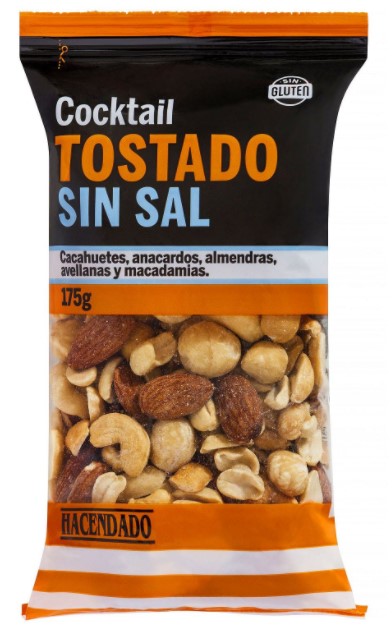 SIN
GLUTEN
Cocktail
TOSTADO
SIN SAL
Cacahuetes, anacardos, almendras,
avellanas y macadamias.
175g
HACENDADO